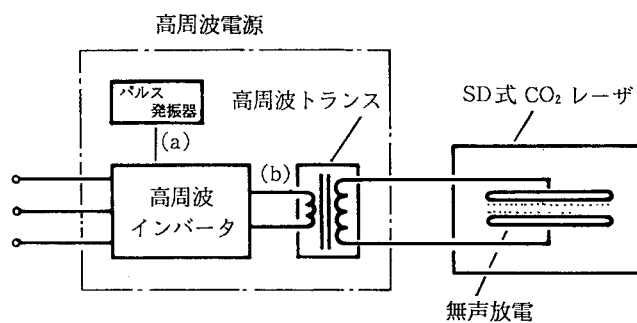 高周波電源
パルス
発振器
高周波トランス
SD式 CO₂ レーザ
(a)
(b)
高周波
インバータ
無声放電